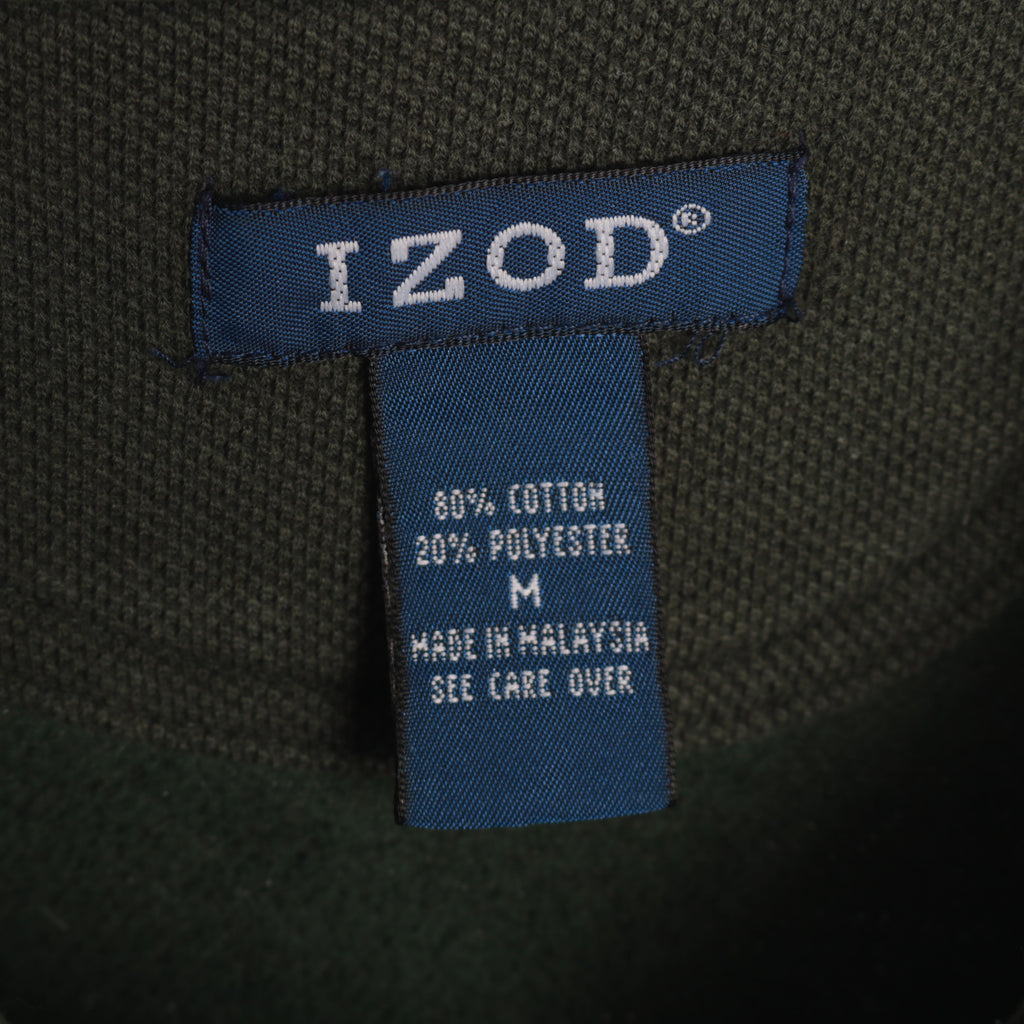 IZOD®
80% COTTON
20% POLYESTER
M
MADE IN MALAYSIA
SEE CARE OVER